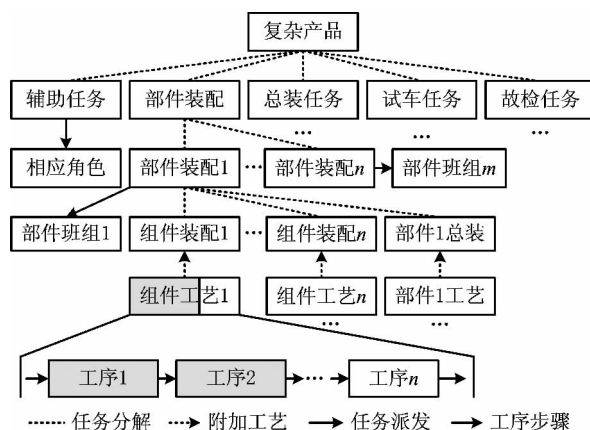 复杂产品
辅助任务 部件装配 总装任务 试车任务 故检任务
… … …
相应角色 部件装配1 … 部件装配n 部件班组m
部件班组1 组件装配1 … 组件装配n 部件1总装
组件工艺1 组件工艺n 部件1工艺
… …
工序1 工序2 … 工序n
任务分解 附加工艺 任务派发 工序步骤